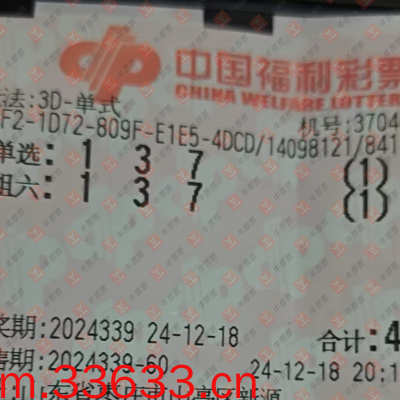 中国福利彩票
CHINA WELFARE LOTTER
法:3D-单式
F2-1D72-809F-E1E5-4DCD/14098121/841
机号:3704
单选: 1 3 7 (1)
组六: 1 3 7 (1)
奖期:2024339 24-12-18 合计:4
售期:2024339-60 24-12-18 20:1
m.33633.cn